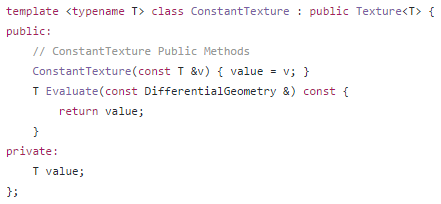 template <typename T> class ConstantTexture : public Texture<T> {
public:
    // ConstantTexture Public Methods
    ConstantTexture(const T &v) { value = v; }
    T Evaluate(const DifferentialGeometry &) const {
        return value;
    }
private:
    T value;
};